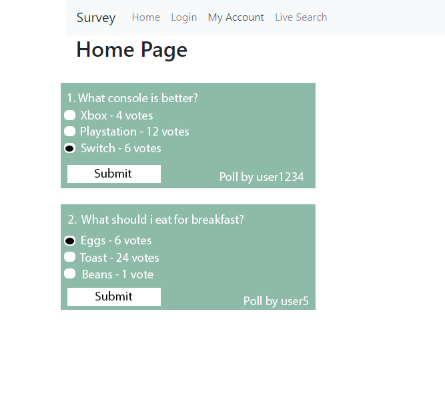 Survey Home Login My Account Live Search
Home Page
1. What console is better?
Xbox - 4 votes
Playstation - 12 votes
Switch - 6 votes
Submit
Poll by user1234
2. What should i eat for breakfast?
Eggs - 6 votes
Toast - 24 votes
Beans - 1 vote
Submit
Poll by user5